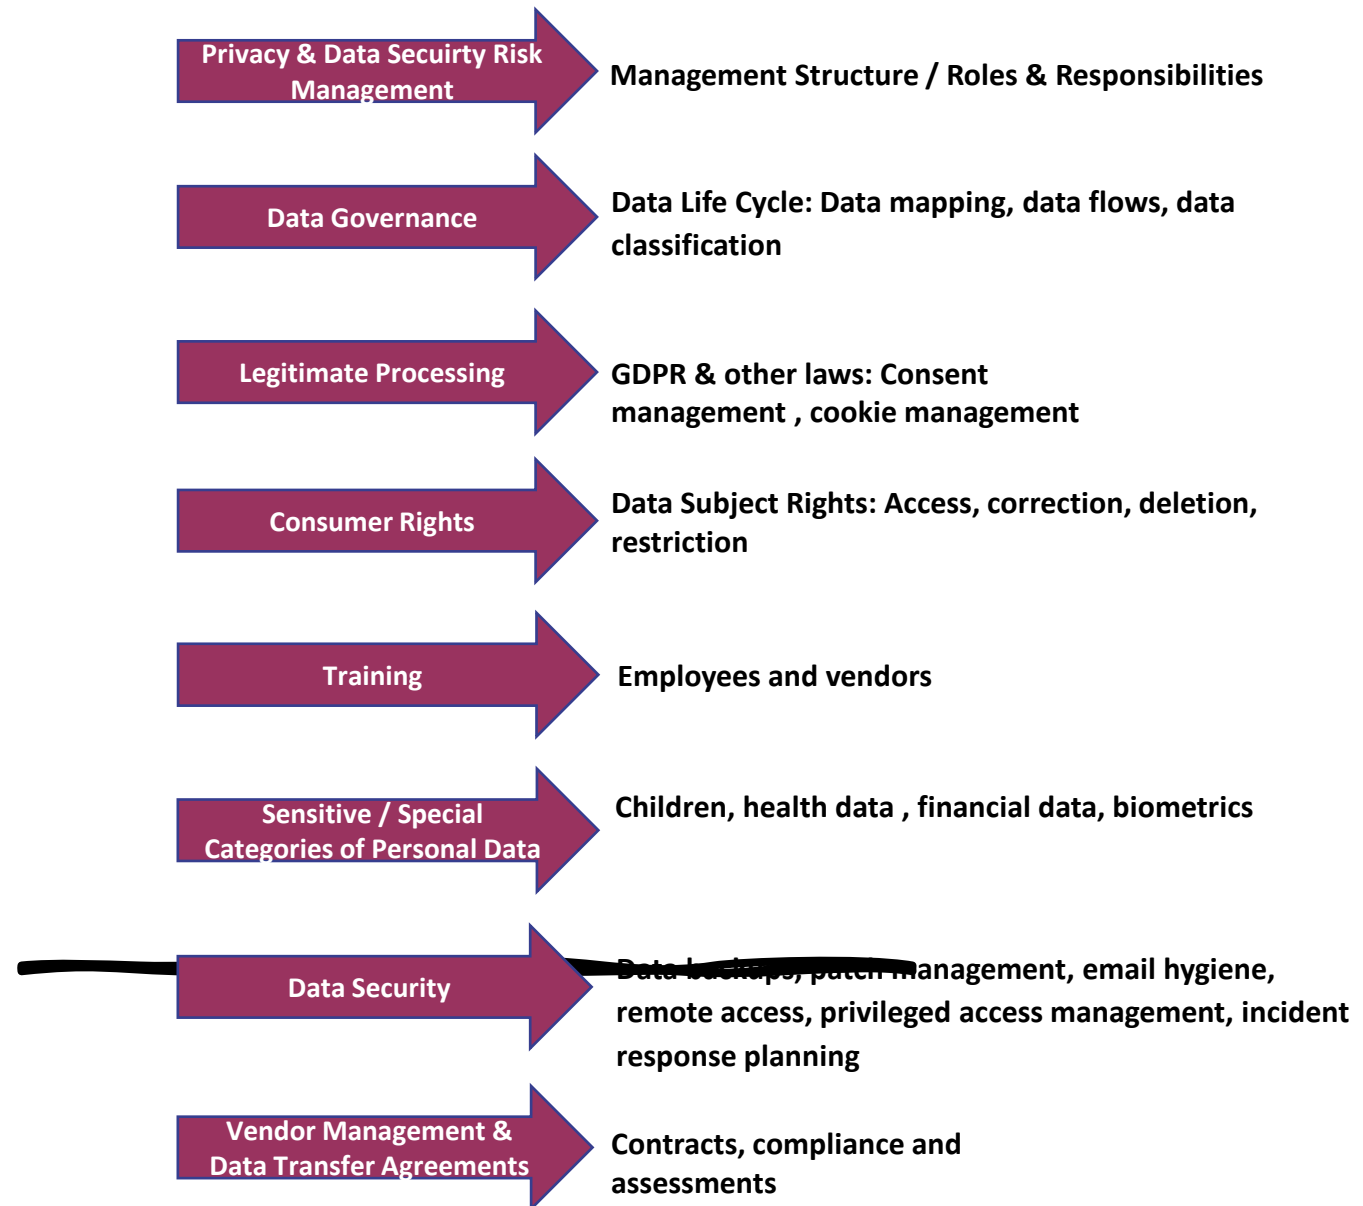 Privacy & Data Secuirty Risk
Management
Management Structure / Roles & Responsibilities
Data Governance
Data Life Cycle: Data mapping, data flows, data
classification
Legitimate Processing
GDPR & other laws: Consent
management , cookie management
Consumer Rights
Data Subject Rights: Access, correction, deletion,
restriction
Training
Employees and vendors
Sensitive / Special
Categories of Personal Data
Children, health data , financial data, biometrics
Data Security
Data backups, patch management, email hygiene,
remote access, privileged access management, incident
response planning
Vendor Management &
Data Transfer Agreements
Contracts, compliance and
assessments